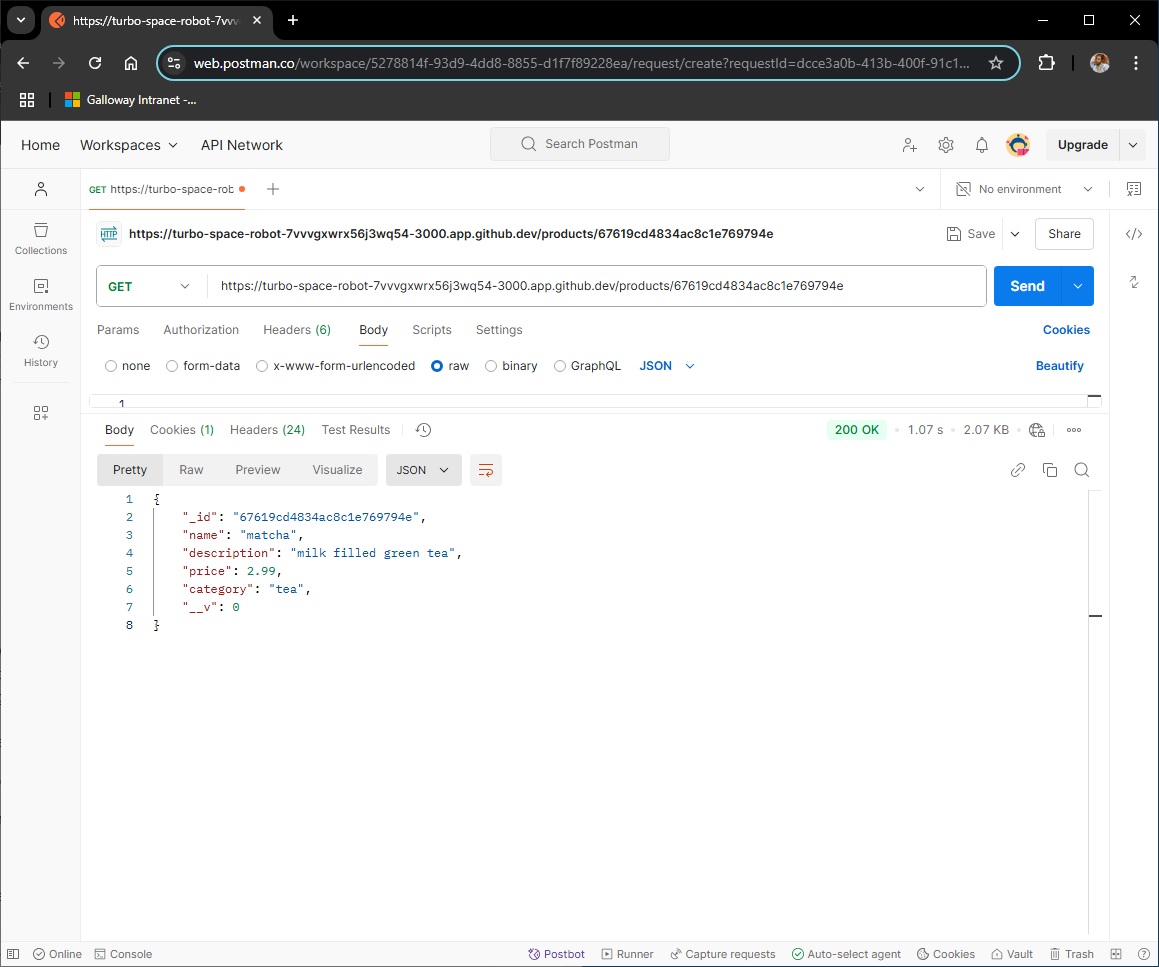 https://turbo-space-robot-7vvv
web.postman.co/workspace/5278814f-93d9-4dd8-8855-d1f7f89228ea/request/create?requestId=dcce3a0b-413b-400f-91c1...
Galloway Intranet -...
Home Workspaces API Network Search Postman Upgrade
GET https://turbo-space-rob No environment
HTTP https://turbo-space-robot-7vvvgxwrx56j3wq54-3000.app.github.dev/products/67619cd4834ac8c1e769794e Save Share
Collections
Environments
History
GET https://turbo-space-robot-7vvvgxwrx56j3wq54-3000.app.github.dev/products/67619cd4834ac8c1e769794e Send
Params Authorization Headers (6) Body Scripts Settings Cookies
none form-data x-www-form-urlencoded raw binary GraphQL JSON Beautify
1
Body Cookies (1) Headers (24) Test Results 200 OK 1.07 s 2.07 KB
Pretty Raw Preview Visualize JSON
1 {
2 "_id": "67619cd4834ac8c1e769794e",
3 "name": "matcha",
4 "description": "milk filled green tea",
5 "price": 2.99,
6 "category": "tea",
7 "__v": 0
8 }
Online Console Postbot Runner Capture requests Auto-select agent Cookies Vault Trash